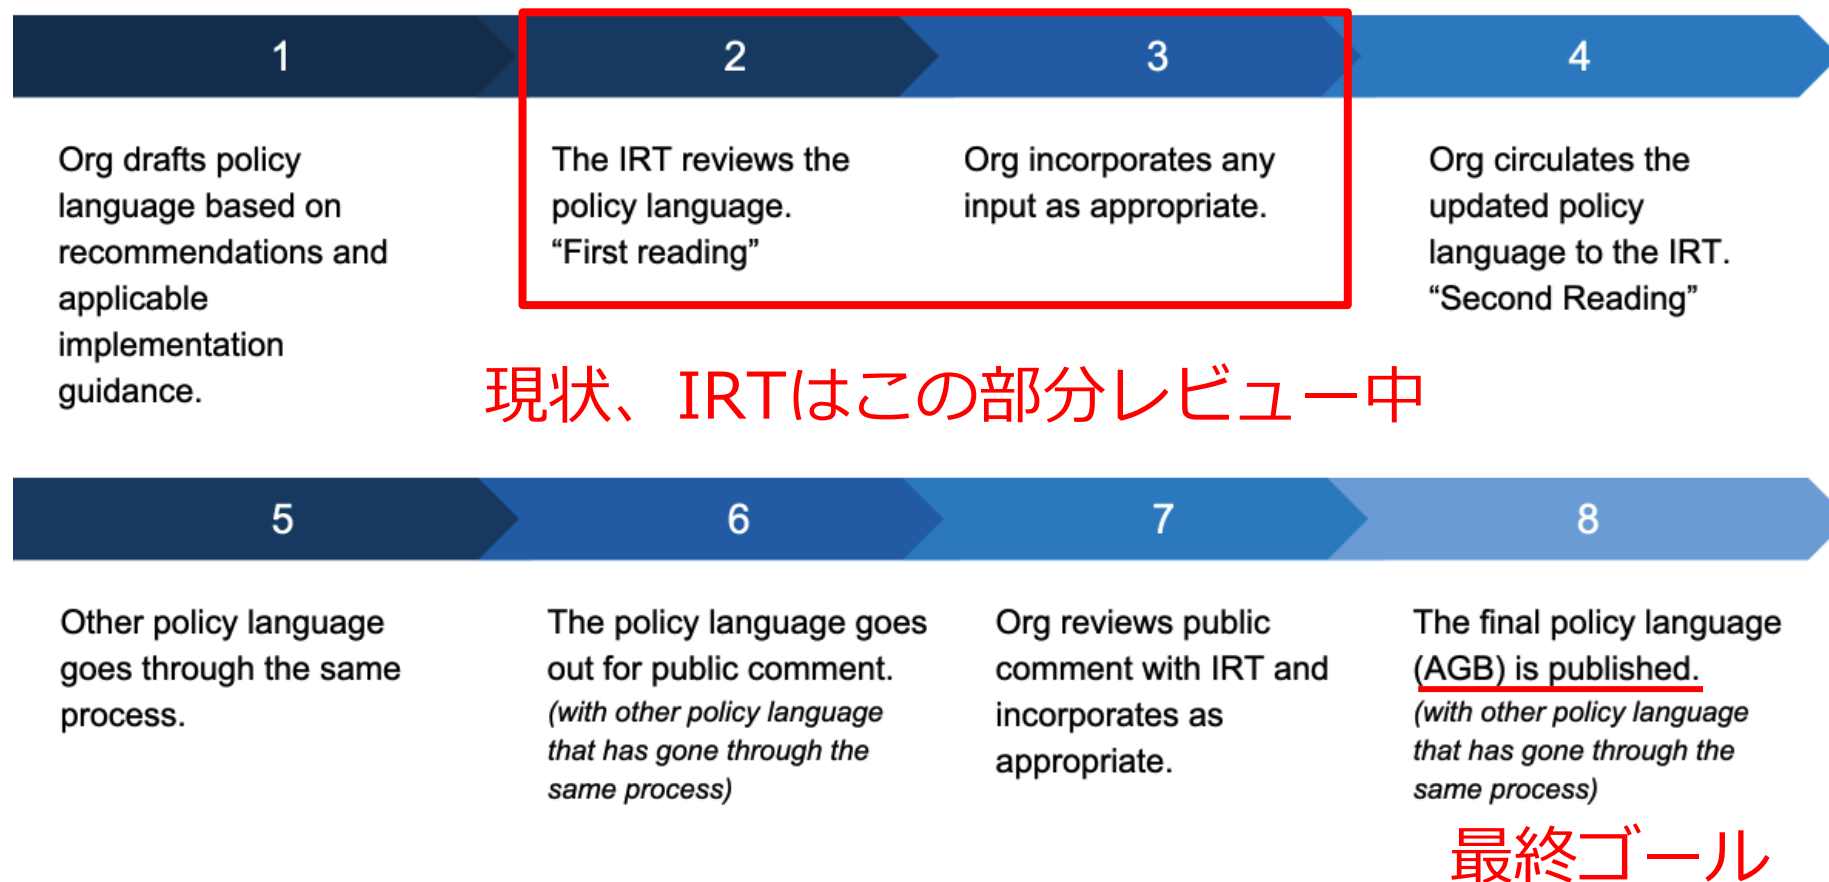 1
2
3
4
Org drafts policy
language based on
recommendations and
applicable
implementation
guidance.
The IRT reviews the
policy language.
“First reading”
Org incorporates any
input as appropriate.
Org circulates the
updated policy
language to the IRT.
“Second Reading”
現状、IRTはこの部分レビュー中
5
6
7
8
Other policy language
goes through the same
process.
The policy language goes
out for public comment.
(with other policy language
that has gone through the
same process)
Org reviews public
comment with IRT and
incorporates as
appropriate.
The final policy language
(AGB) is published.
(with other policy language
that has gone through the
same process)
最終ゴール